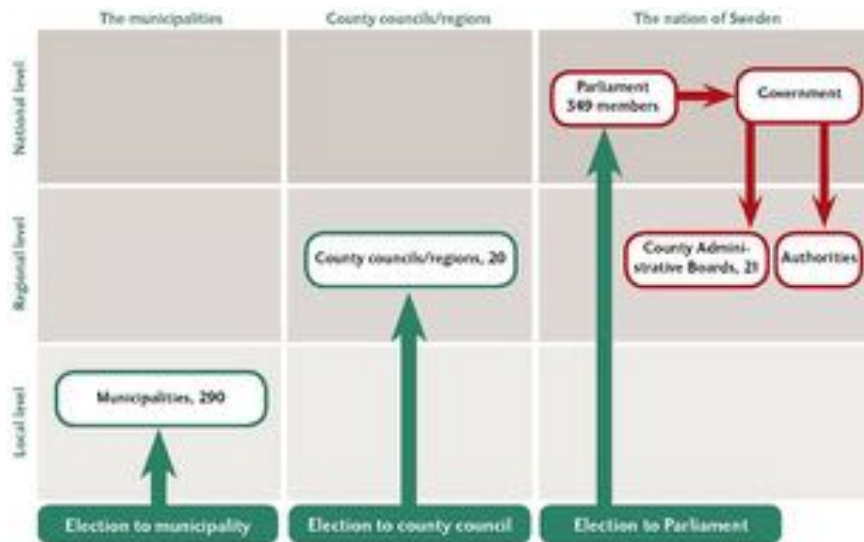 The municipalities
County councils/regions
The nation of Sweden
National level
Parliament
349 members
Government
Regional level
County councils/regions, 20
County Admini-
strative Boards, 21
Authorities
Local level
Municipalities, 290
Election to municipality
Election to county council
Election to Parliament